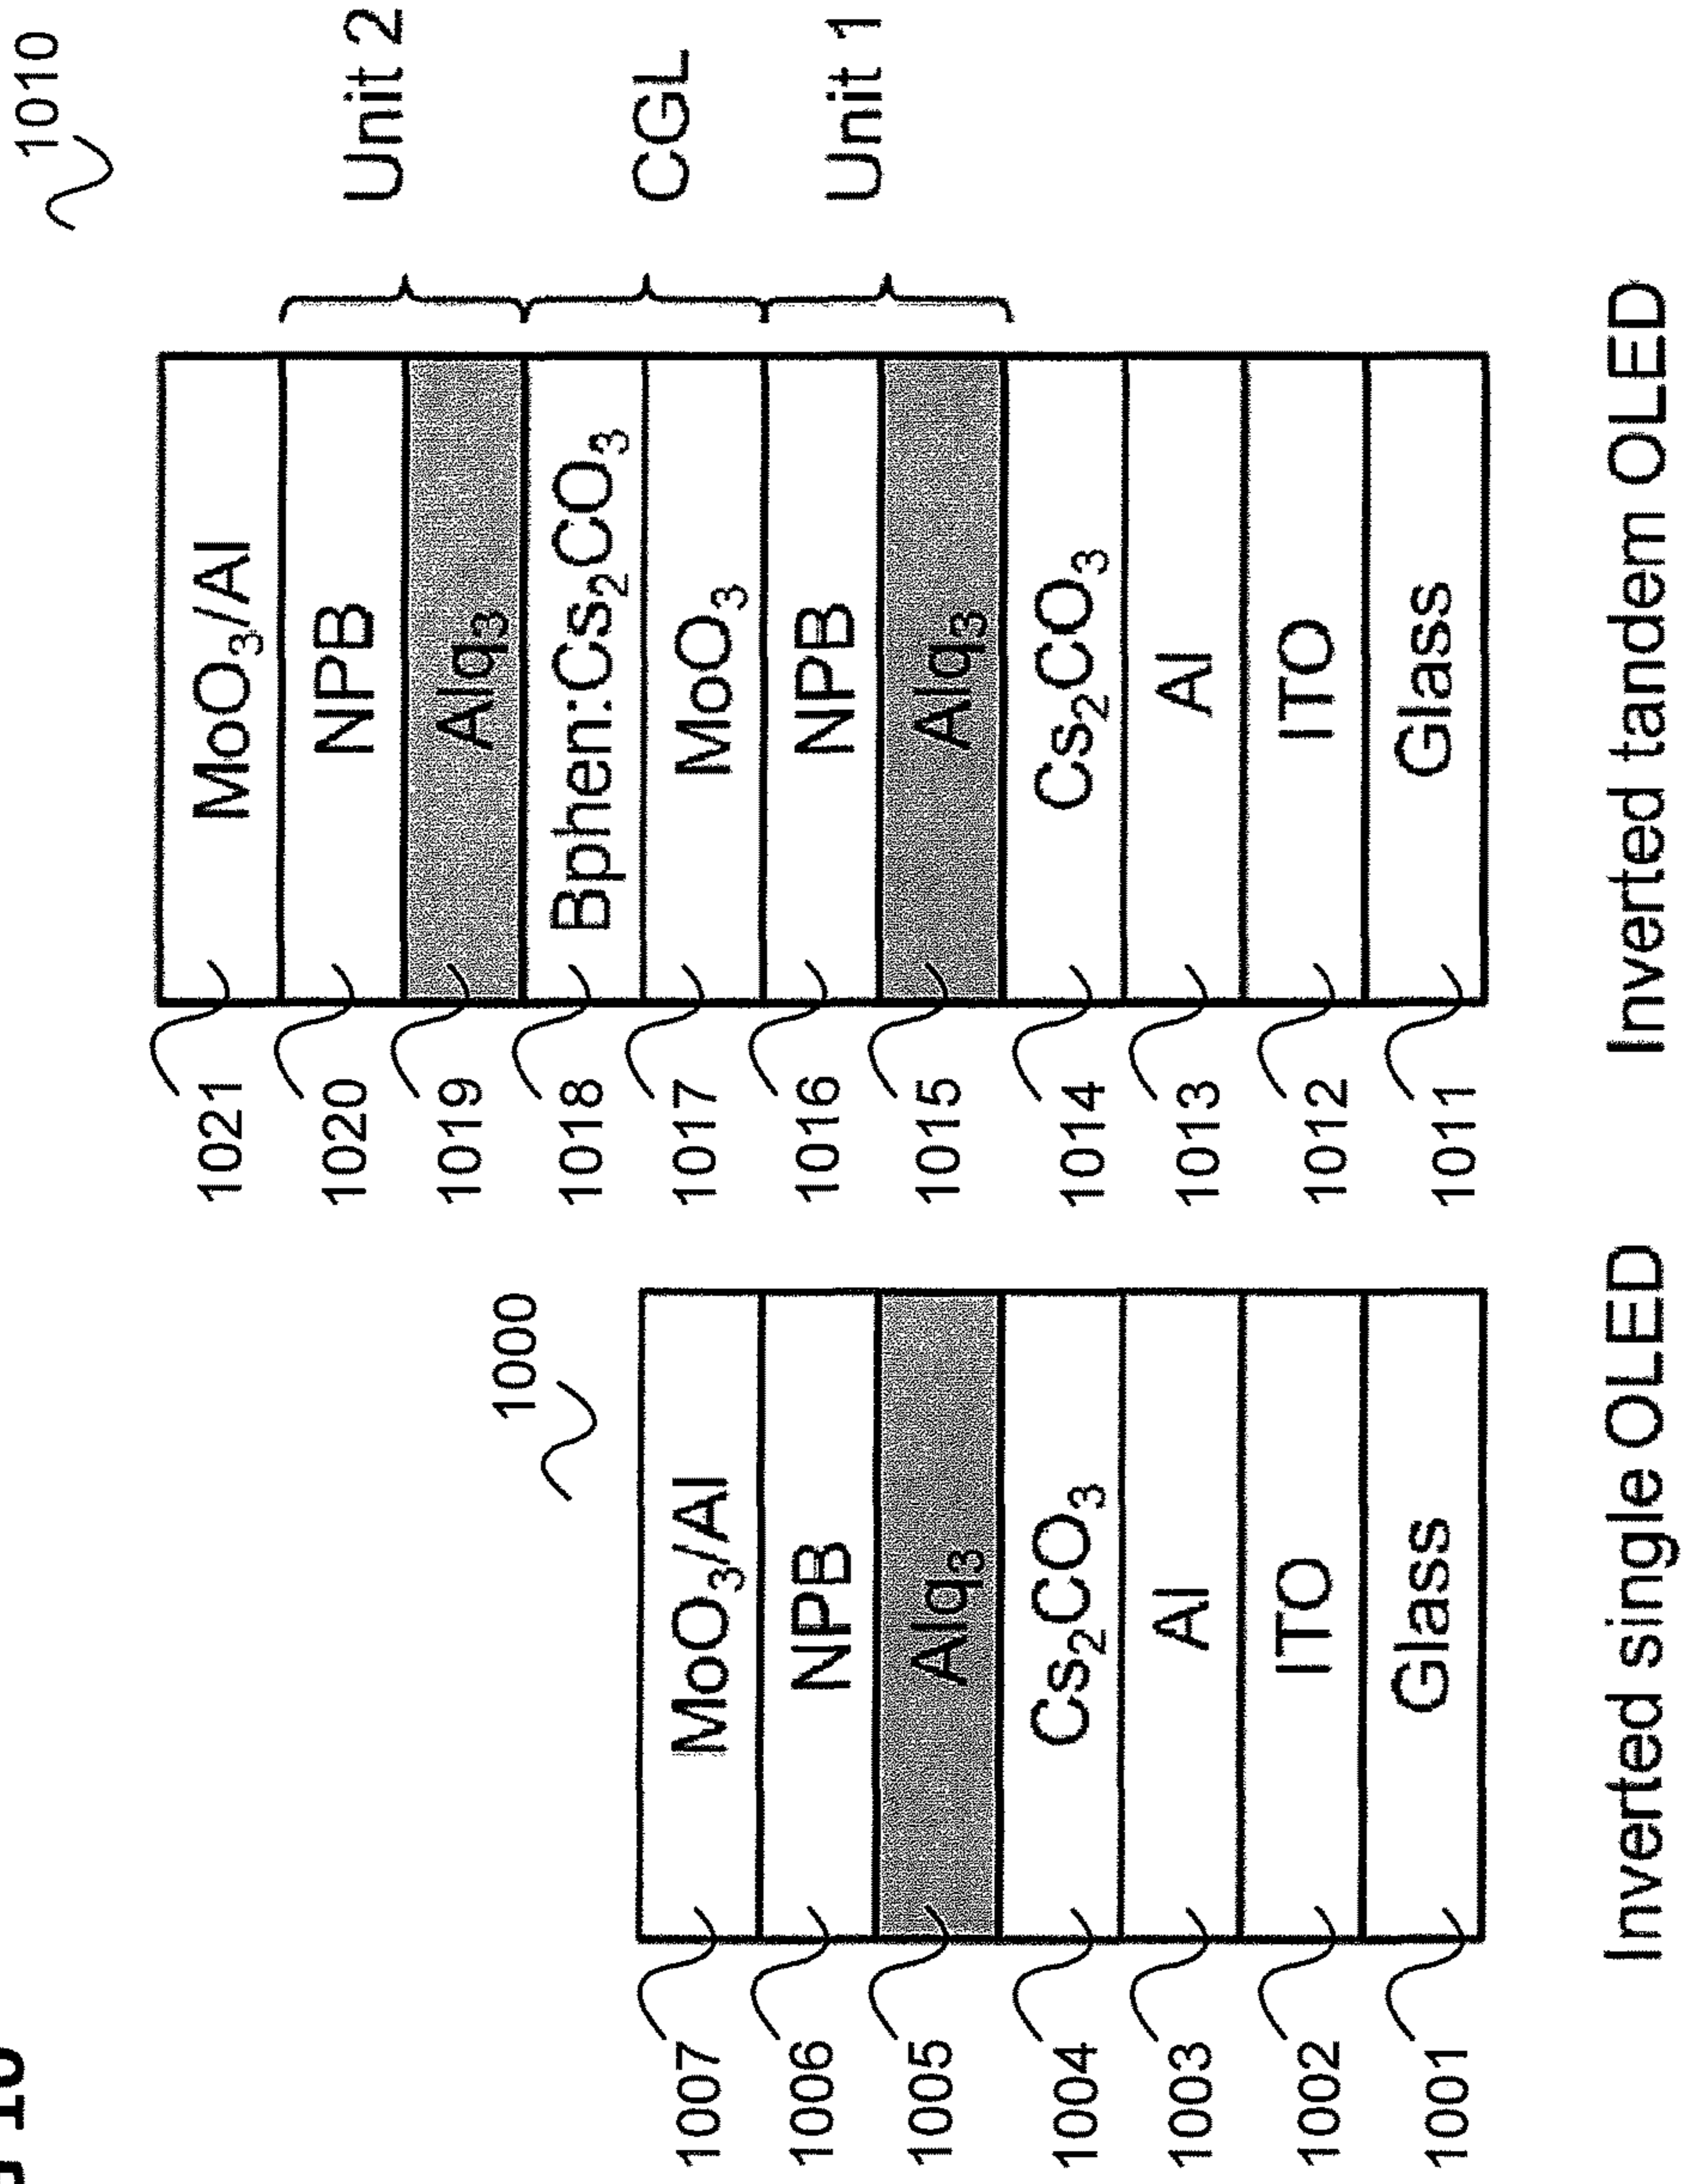 1000
1007 MoO₃/Al
1006 NPB
1005 Alq₃
1004 Cs₂CO₃
1003 Al
1002 ITO
1001 Glass
Inverted single OLED
1010
1021 MoO₃/Al
1020 NPB
1019 Alq₃
1018 Bphen:Cs₂CO₃
1017 MoO₃
1016 NPB
1015 Alq₃
1014 Cs₂CO₃
1013 Al
1012 ITO
1011 Glass
Unit 2
CGL
Unit 1
Inverted tandem OLED